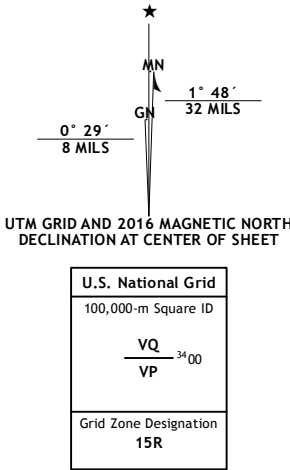 ★
MN
1° 48´
32 MILS
GN
0° 29´
8 MILS
UTM GRID AND 2016 MAGNETIC NORTH
DECLINATION AT CENTER OF SHEET
U.S. National Grid
100,000-m Square ID
VQ
3400
VP
Grid Zone Designation
15R